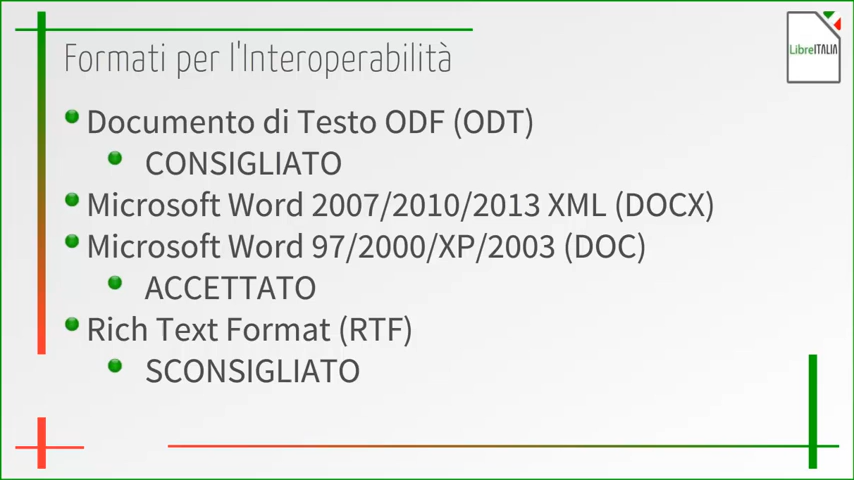 Formati per l'Interoperabilità
LibreITALIA
Documento di Testo ODF (ODT)
CONSIGLIATO
Microsoft Word 2007/2010/2013 XML (DOCX)
Microsoft Word 97/2000/XP/2003 (DOC)
ACCETTATO
Rich Text Format (RTF)
SCONSIGLIATO